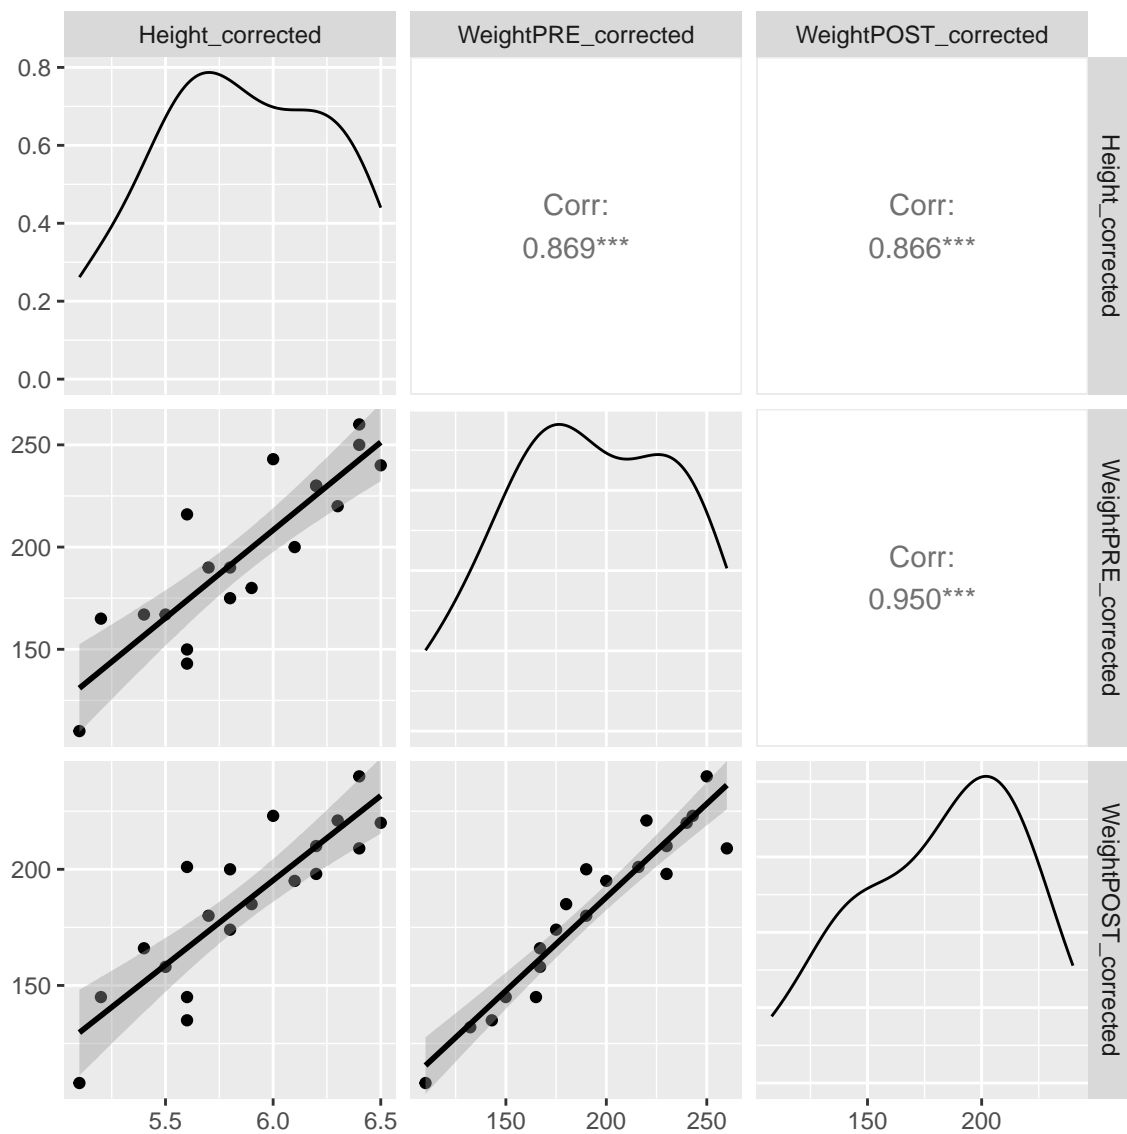 Height_corrected WeightPRE_corrected WeightPOST_corrected
0.8
0.6
0.4
0.2
0.0
Corr:
0.869***
Corr:
0.866***
Height_corrected
250
200
150
Corr:
0.950***
WeightPRE_corrected
200
150
WeightPOST_corrected
5.5 6.0 6.5 150 200 250 150 200